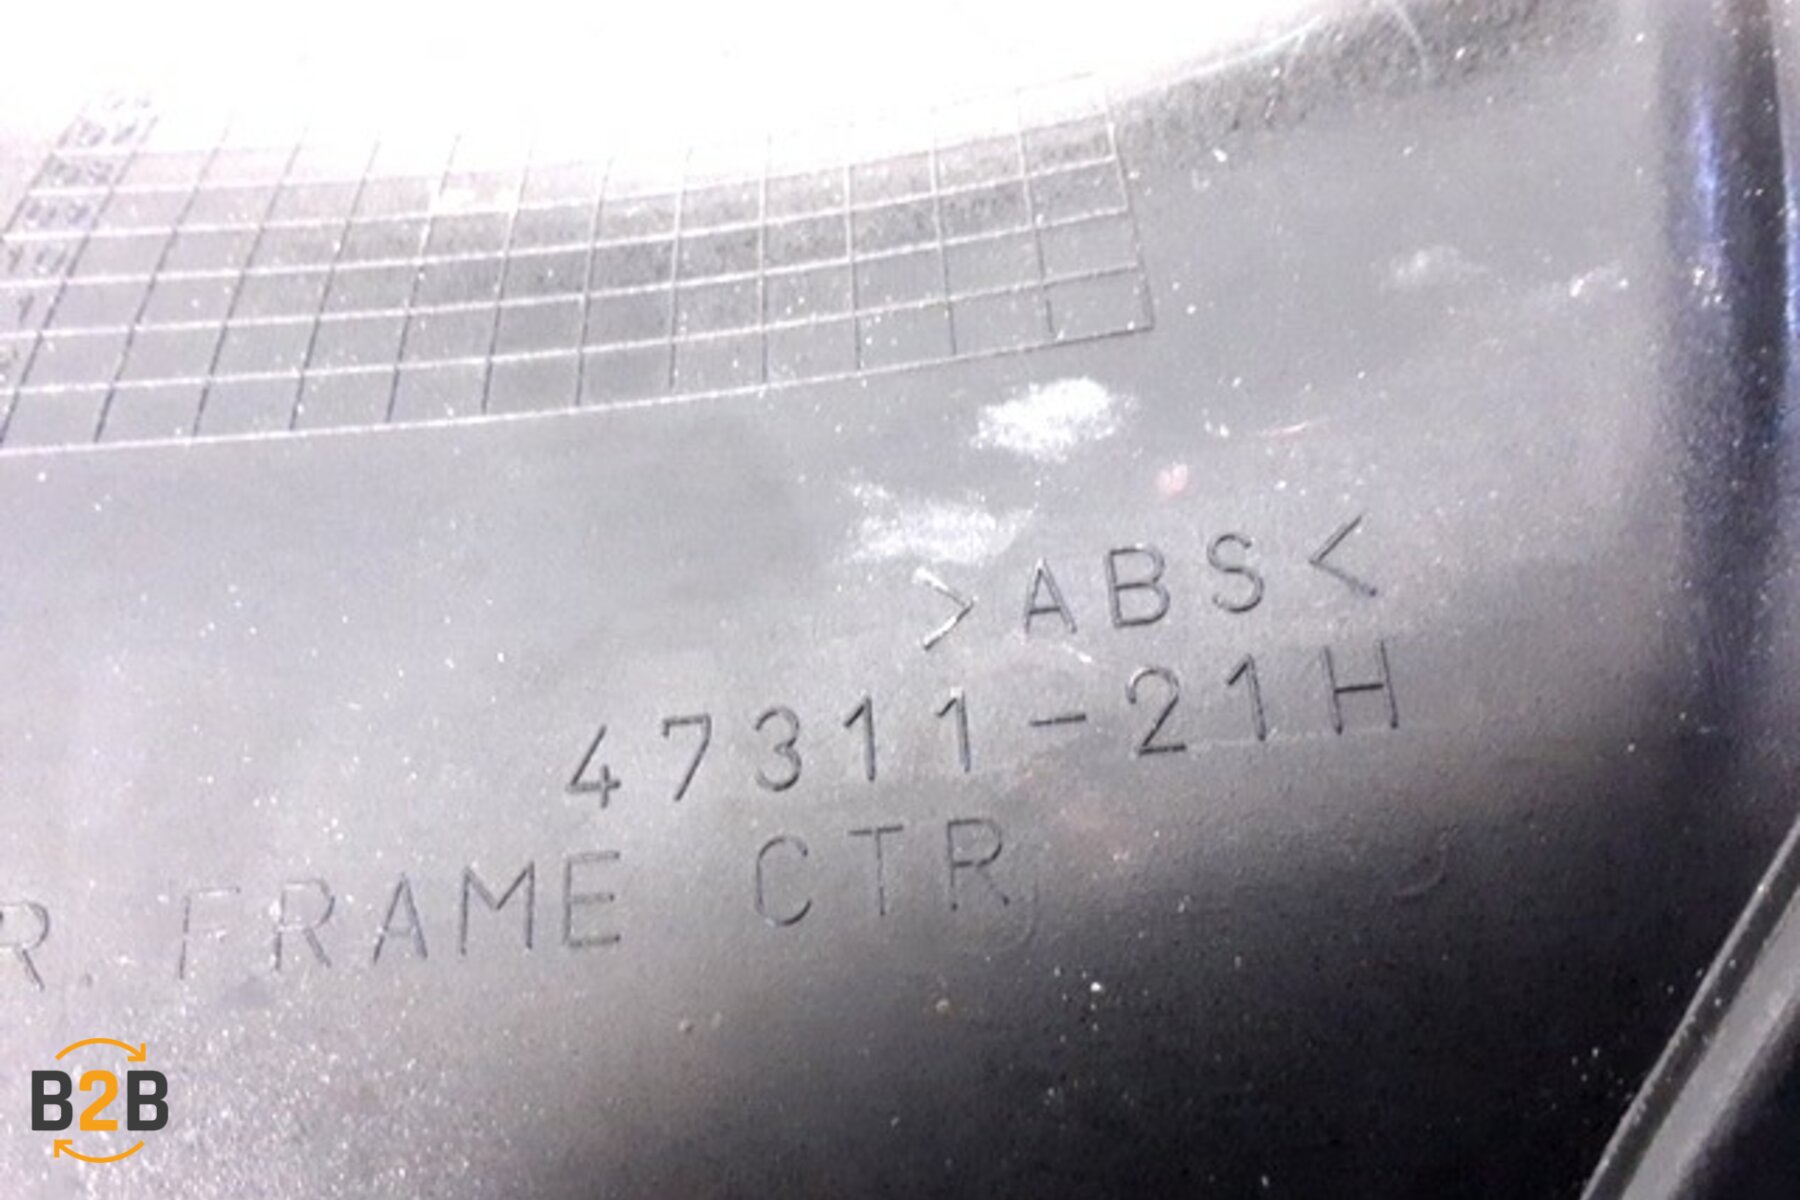 >ABS<
47311-21H
R. FRAME CTR
B2B